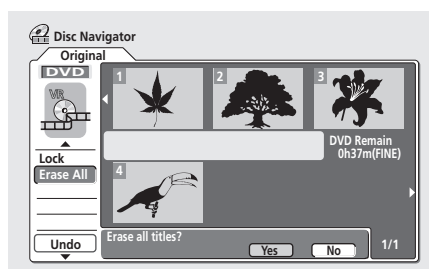 Disc Navigator
Original
DVD
VR
1
2
3
DVD Remain
0h37m(FINE)
Lock
Erase All
4
Undo
Erase all titles?
Yes
No
1/1